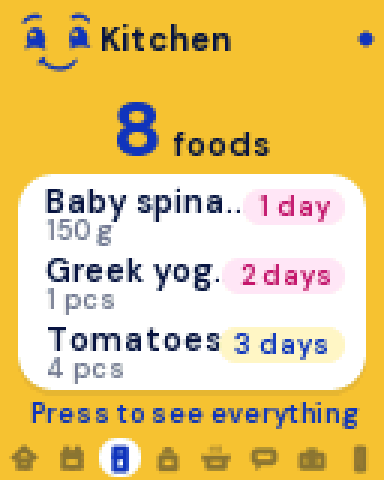 Kitchen
8 foods
Baby spina.. 1 day
150 g
Greek yog. 2 days
1 pcs
Tomatoes 3 days
4 pcs
Press to see everything